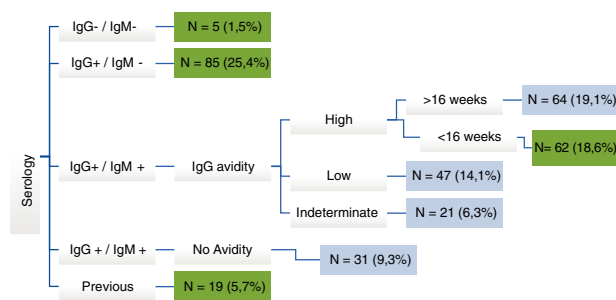 Serology
IgG- / IgM-
N = 5 (1,5%)
IgG+ / IgM -
N = 85 (25,4%)
IgG+ / IgM +
IgG avidity
High
>16 weeks
N = 64 (19,1%)
<16 weeks
N= 62 (18,6%)
Low
N = 47 (14,1%)
Indeterminate
N = 21 (6,3%)
IgG + / IgM +
No Avidity
N = 31 (9,3%)
Previous
N = 19 (5,7%)